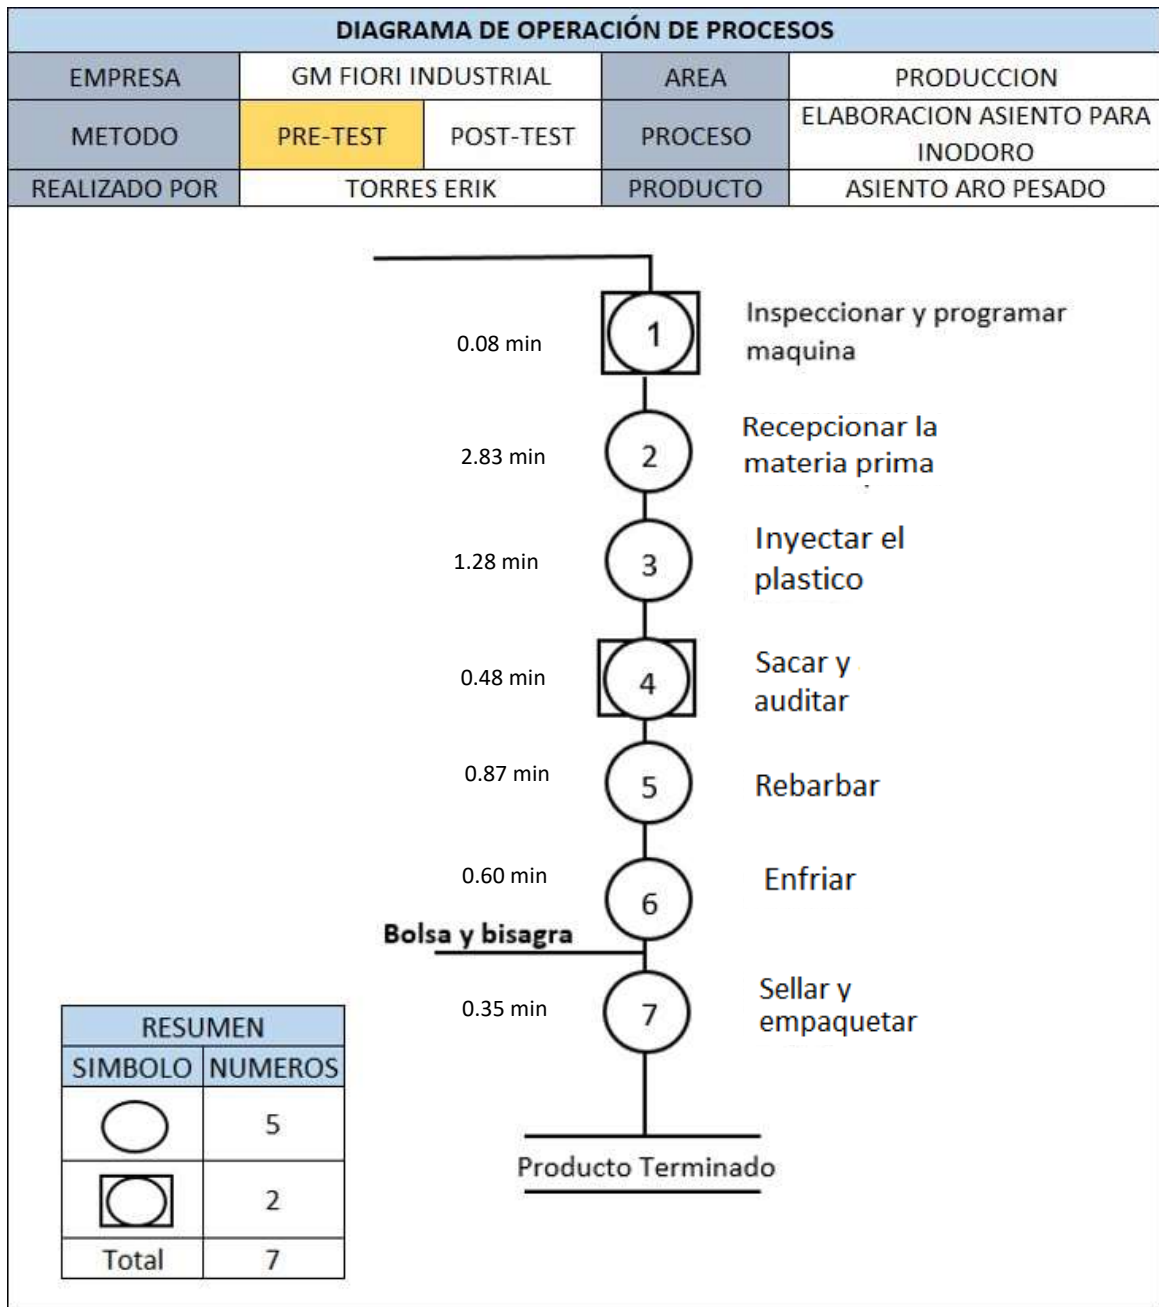 DIAGRAMA DE OPERACIÓN DE PROCESOS
EMPRESA GM FIORI INDUSTRIAL AREA PRODUCCION
METODO PRE-TEST POST-TEST PROCESO ELABORACION ASIENTO PARA
INODORO
REALIZADO POR TORRES ERIK PRODUCTO ASIENTO ARO PESADO
0.08 min 1 Inspeccionar y programar
maquina
2.83 min 2 Recepcionar la
materia prima
1.28 min 3 Inyectar el
plastico
0.48 min 4 Sacar y
auditar
0.87 min 5 Rebarbar
0.60 min 6 Enfriar
Bolsa y bisagra
0.35 min 7 Sellar y
empaquetar
Producto Terminado
RESUMEN
SIMBOLO NUMEROS
5
2
Total 7